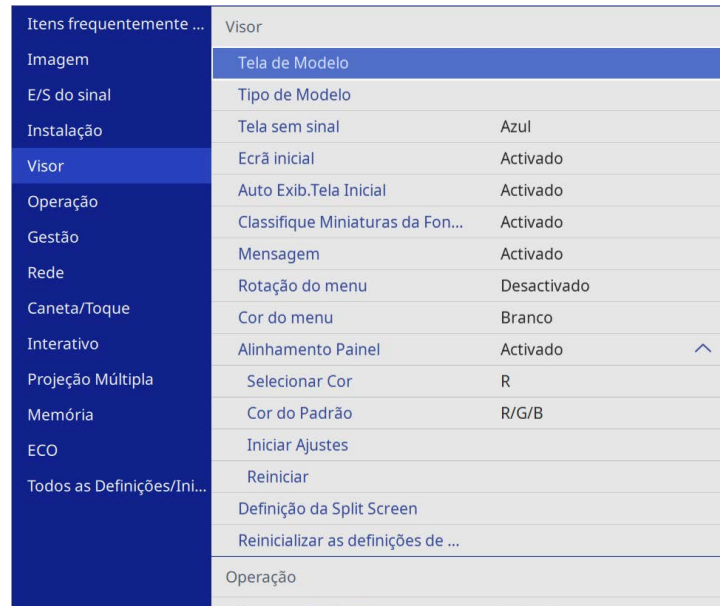 Itens frequentemente ...
Imagem
E/S do sinal
Instalação
Visor
Operação
Gestão
Rede
Caneta/Toque
Interativo
Projeção Múltipla
Memória
ECO
Todos as Definições/Ini...
Visor
Tela de Modelo
Tipo de Modelo
Tela sem sinal Azul
Ecrã inicial Activado
Auto Exib.Tela Inicial Activado
Classifique Miniaturas da Fon... Activado
Mensagem Activado
Rotação do menu Desactivado
Cor do menu Branco
Alinhamento Painel Activado
Selecionar Cor R
Cor do Padrão R/G/B
Iniciar Ajustes
Reiniciar
Definição da Split Screen
Reinicializar as definições de ...
Operação